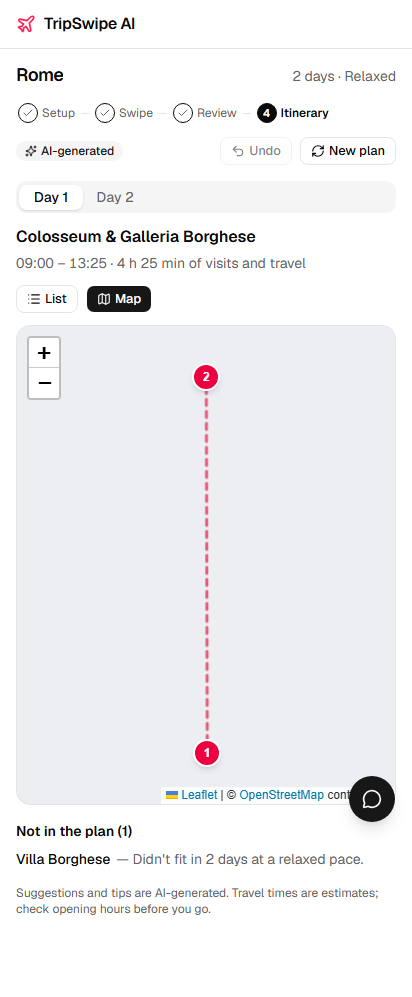 TripSwipe AI
Rome
2 days · Relaxed
Setup
Swipe
Review
4 Itinerary
AI-generated
Undo
New plan
Day 1
Day 2
Colosseum & Galleria Borghese
09:00 – 13:25 · 4 h 25 min of visits and travel
List
Map
+
−
2
1
Leaflet | © OpenStreetMap
Not in the plan (1)
Villa Borghese — Didn't fit in 2 days at a relaxed pace.
Suggestions and tips are AI-generated. Travel times are estimates;
check opening hours before you go.